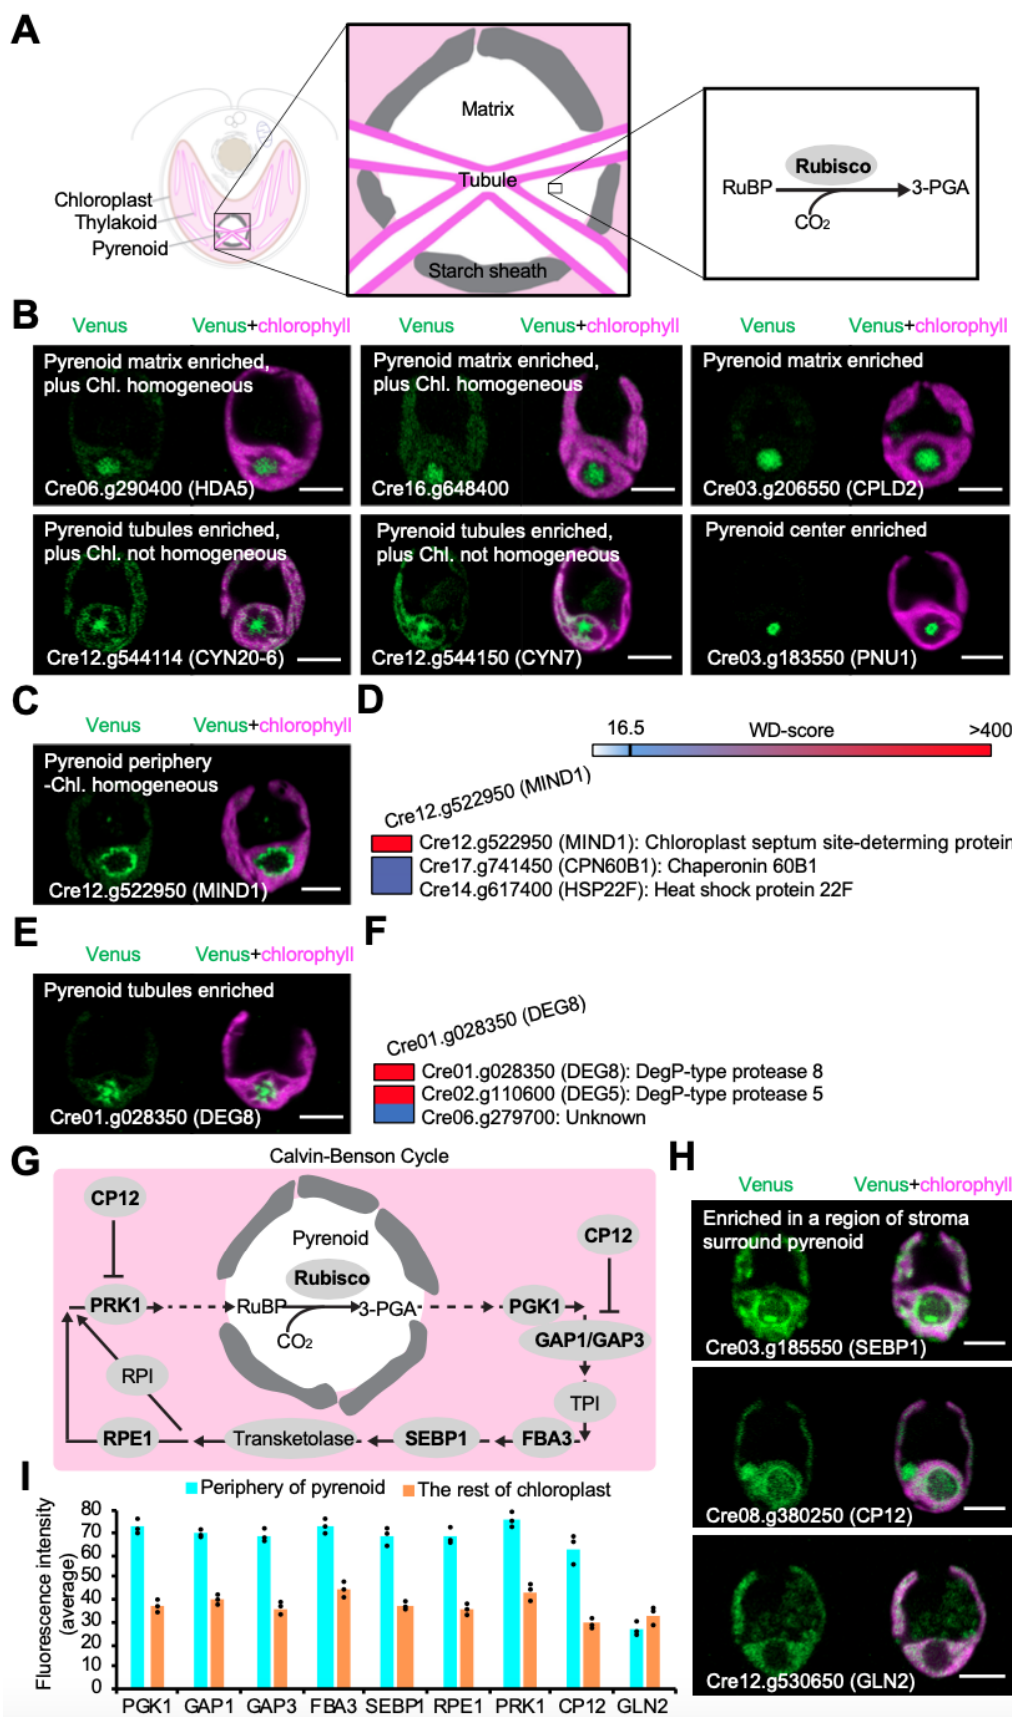 A
Chloroplast
Thylakoid
Pyrenoid
Matrix
Tubule
Starch sheath
Rubisco
RuBP
3-PGA
CO2
B
Venus
Venus+chlorophyll
Venus
Venus+chlorophyll
Venus
Venus+chlorophyll
Pyrenoid matrix enriched,
plus Chl. homogeneous
Cre06.g290400 (HDA5)
Pyrenoid matrix enriched,
plus Chl. homogeneous
Cre16.g648400
Pyrenoid matrix enriched
Cre03.g206550 (CPLD2)
Pyrenoid tubules enriched,
plus Chl. not homogeneous
Cre12.g544114 (CYN20-6)
Pyrenoid tubules enriched,
plus Chl. not homogeneous
Cre12.g544150 (CYN7)
Pyrenoid center enriched
Cre03.g183550 (PNU1)
C
Venus
Venus+chlorophyll
Pyrenoid periphery
-Chl. homogeneous
Cre12.g522950 (MIND1)
D
16.5
WD-score
>400
Cre12.g522950 (MIND1)
Cre12.g522950 (MIND1): Chloroplast septum site-determing protein
Cre17.g741450 (CPN60B1): Chaperonin 60B1
Cre14.g617400 (HSP22F): Heat shock protein 22F
E
Venus
Venus+chlorophyll
Pyrenoid tubules enriched
Cre01.g028350 (DEG8)
F
Cre01.g028350 (DEG8)
Cre01.g028350 (DEG8): DegP-type protease 8
Cre02.g110600 (DEG5): DegP-type protease 5
Cre06.g279700: Unknown
G
Calvin-Benson Cycle
CP12
Pyrenoid
Rubisco
CP12
PRK1
RuBP
3-PGA
PGK1
CO2
GAP1/GAP3
RPI
TPI
RPE1
Transketolase
SEBP1
FBA3
H
Venus
Venus+chlorophyll
Enriched in a region of stroma
surround pyrenoid
Cre03.g185550 (SEBP1)
Cre08.g380250 (CP12)
Cre12.g530650 (GLN2)
I
Periphery of pyrenoid
The rest of chloroplast
Fluorescence intensity
(average)
80
70
60
50
40
30
20
10
0
PGK1 GAP1 GAP3 FBA3 SEBP1 RPE1 PRK1 CP12 GLN2